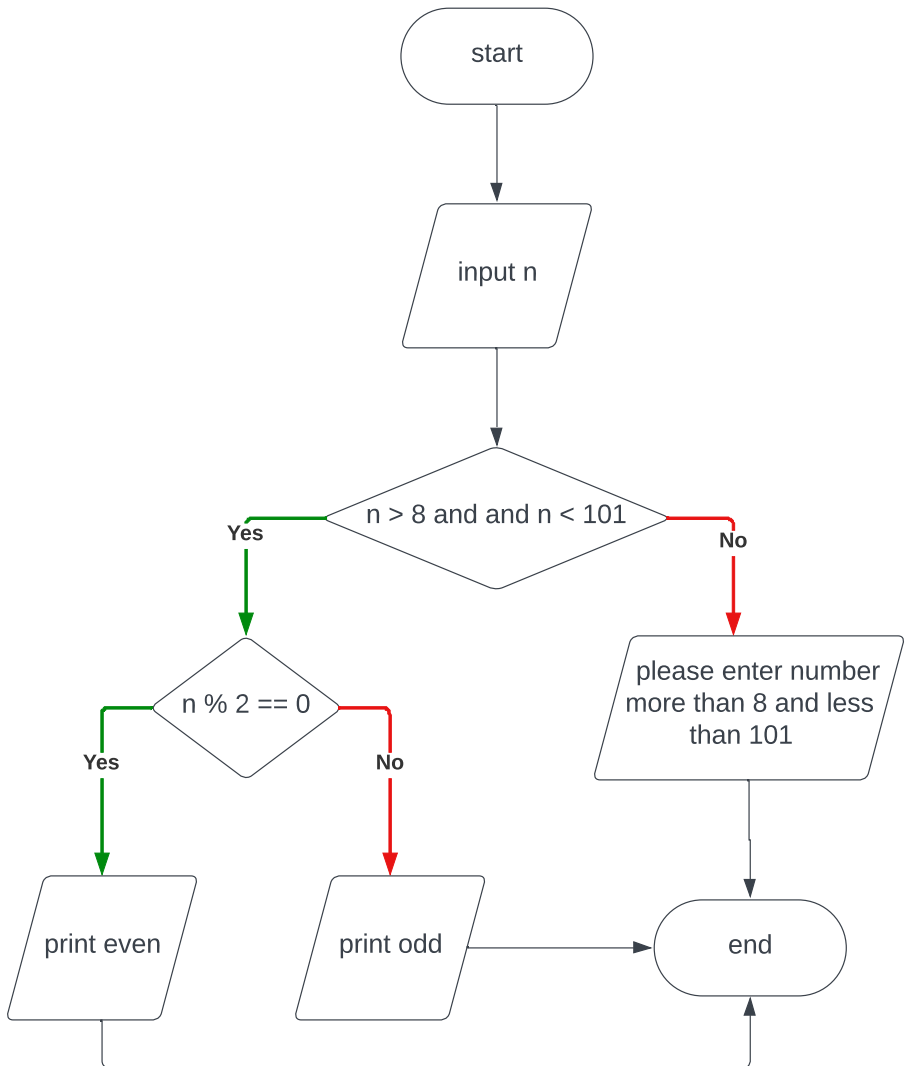 start
input n
n > 8 and and n < 101
Yes
No
please enter number
more than 8 and less
than 101
n % 2 == 0
Yes
No
print even
print odd
end